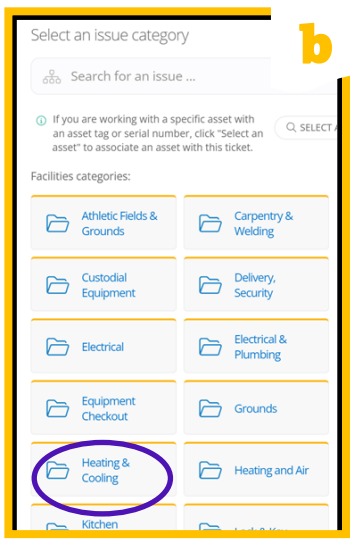 b
Select an issue category
Search for an issue ...
If you are working with a specific asset with
an asset tag or serial number, click "Select an
asset" to associate an asset with this ticket.
SELECT A
Facilities categories:
Athletic Fields &
Grounds
Carpentry &
Welding
Custodial
Equipment
Delivery,
Security
Electrical
Electrical &
Plumbing
Equipment
Checkout
Grounds
Heating &
Cooling
Heating and Air
Kitchen
Lock & Key